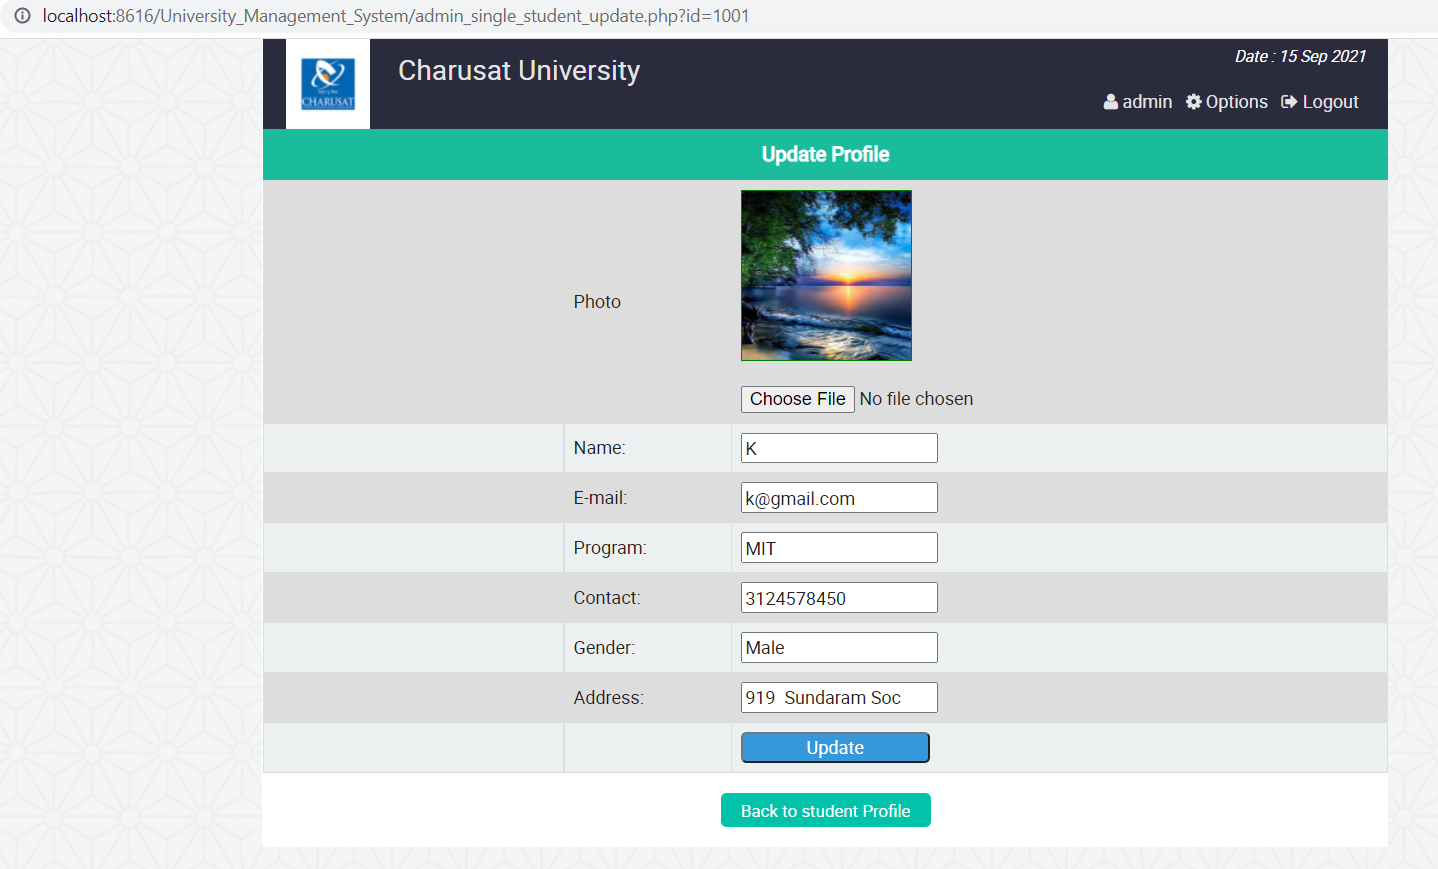 localhost:8616/University_Management_System/admin_single_student_update.php?id=1001
CHARUSAT
Charusat University
Date : 15 Sep 2021
admin Options Logout
Update Profile
Photo
Choose File No file chosen
Name: K
E-mail: k@gmail.com
Program: MIT
Contact: 3124578450
Gender: Male
Address: 919  Sundaram Soc
Update
Back to student Profile